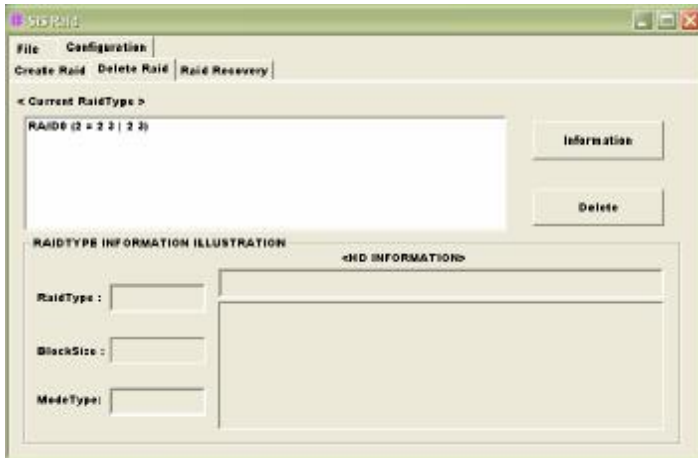 SiS Raid
File Configuration
Create Raid Delete Raid Raid Recovery
< Current RaidType >
RAID0 (2 = 2 3 | 2 3)
Information
Delete
RAIDTYPE INFORMATION ILLUSTRATION
<HD INFORMATION>
RaidType :
BlockSize :
ModeType: